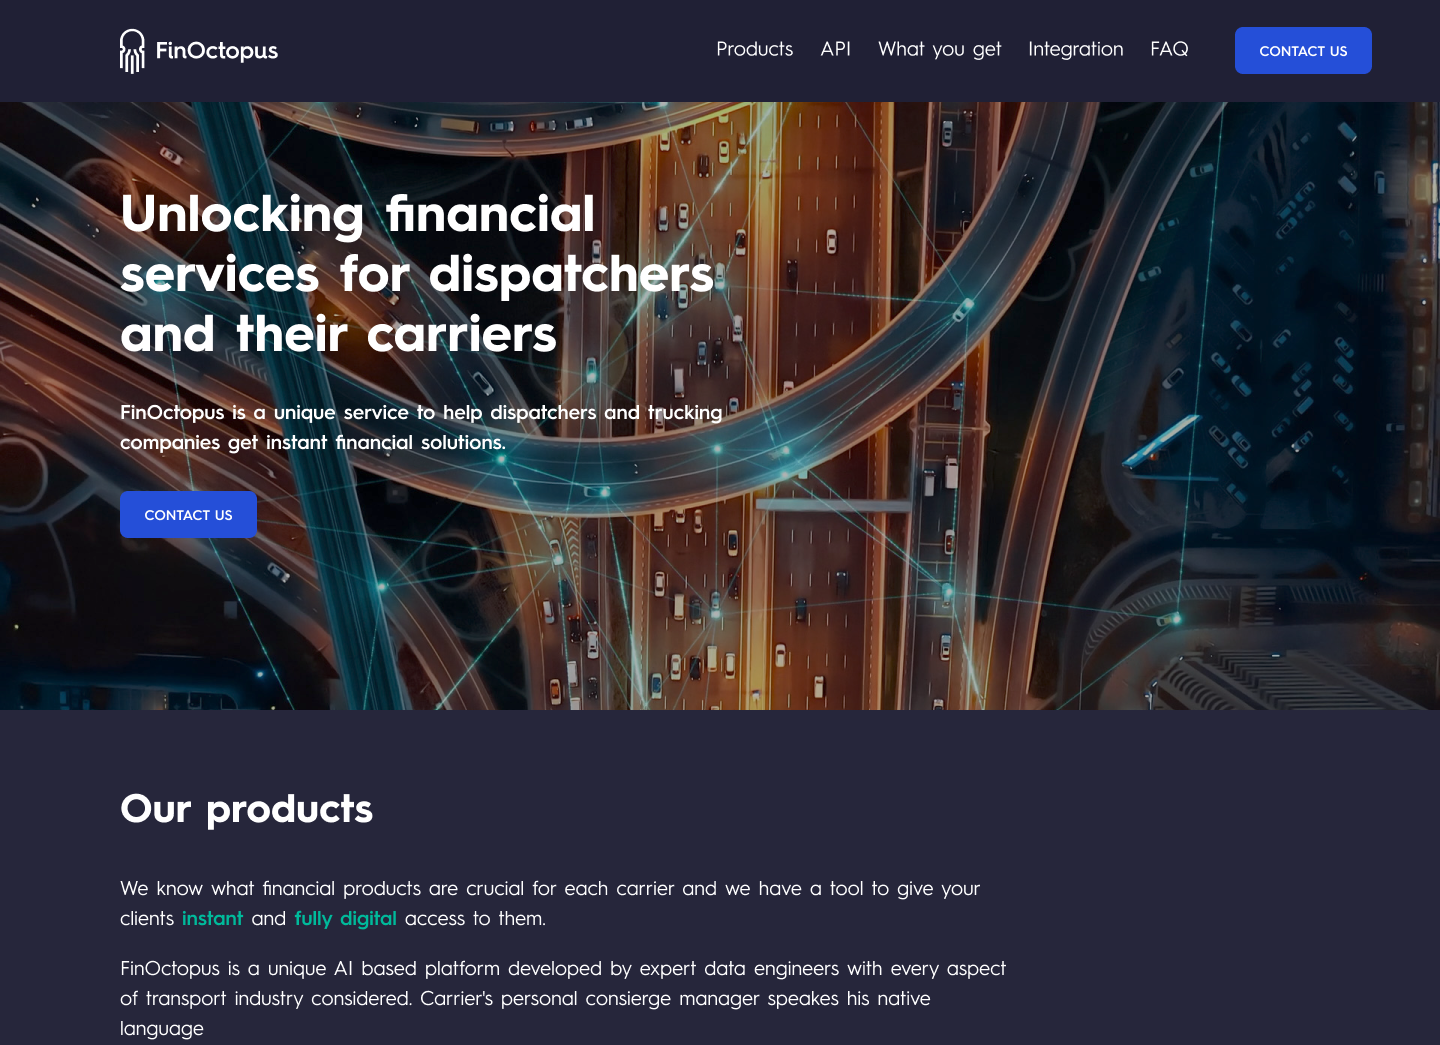 FinOctopus
Products API What you get Integration FAQ CONTACT US
Unlocking financial
services for dispatchers
and their carriers
FinOctopus is a unique service to help dispatchers and trucking
companies get instant financial solutions.
CONTACT US
Our products
We know what financial products are crucial for each carrier and we have a tool to give your
clients instant and fully digital access to them.
FinOctopus is a unique AI based platform developed by expert data engineers with every aspect
of transport industry considered. Carrier's personal consierge manager speakes his native
language